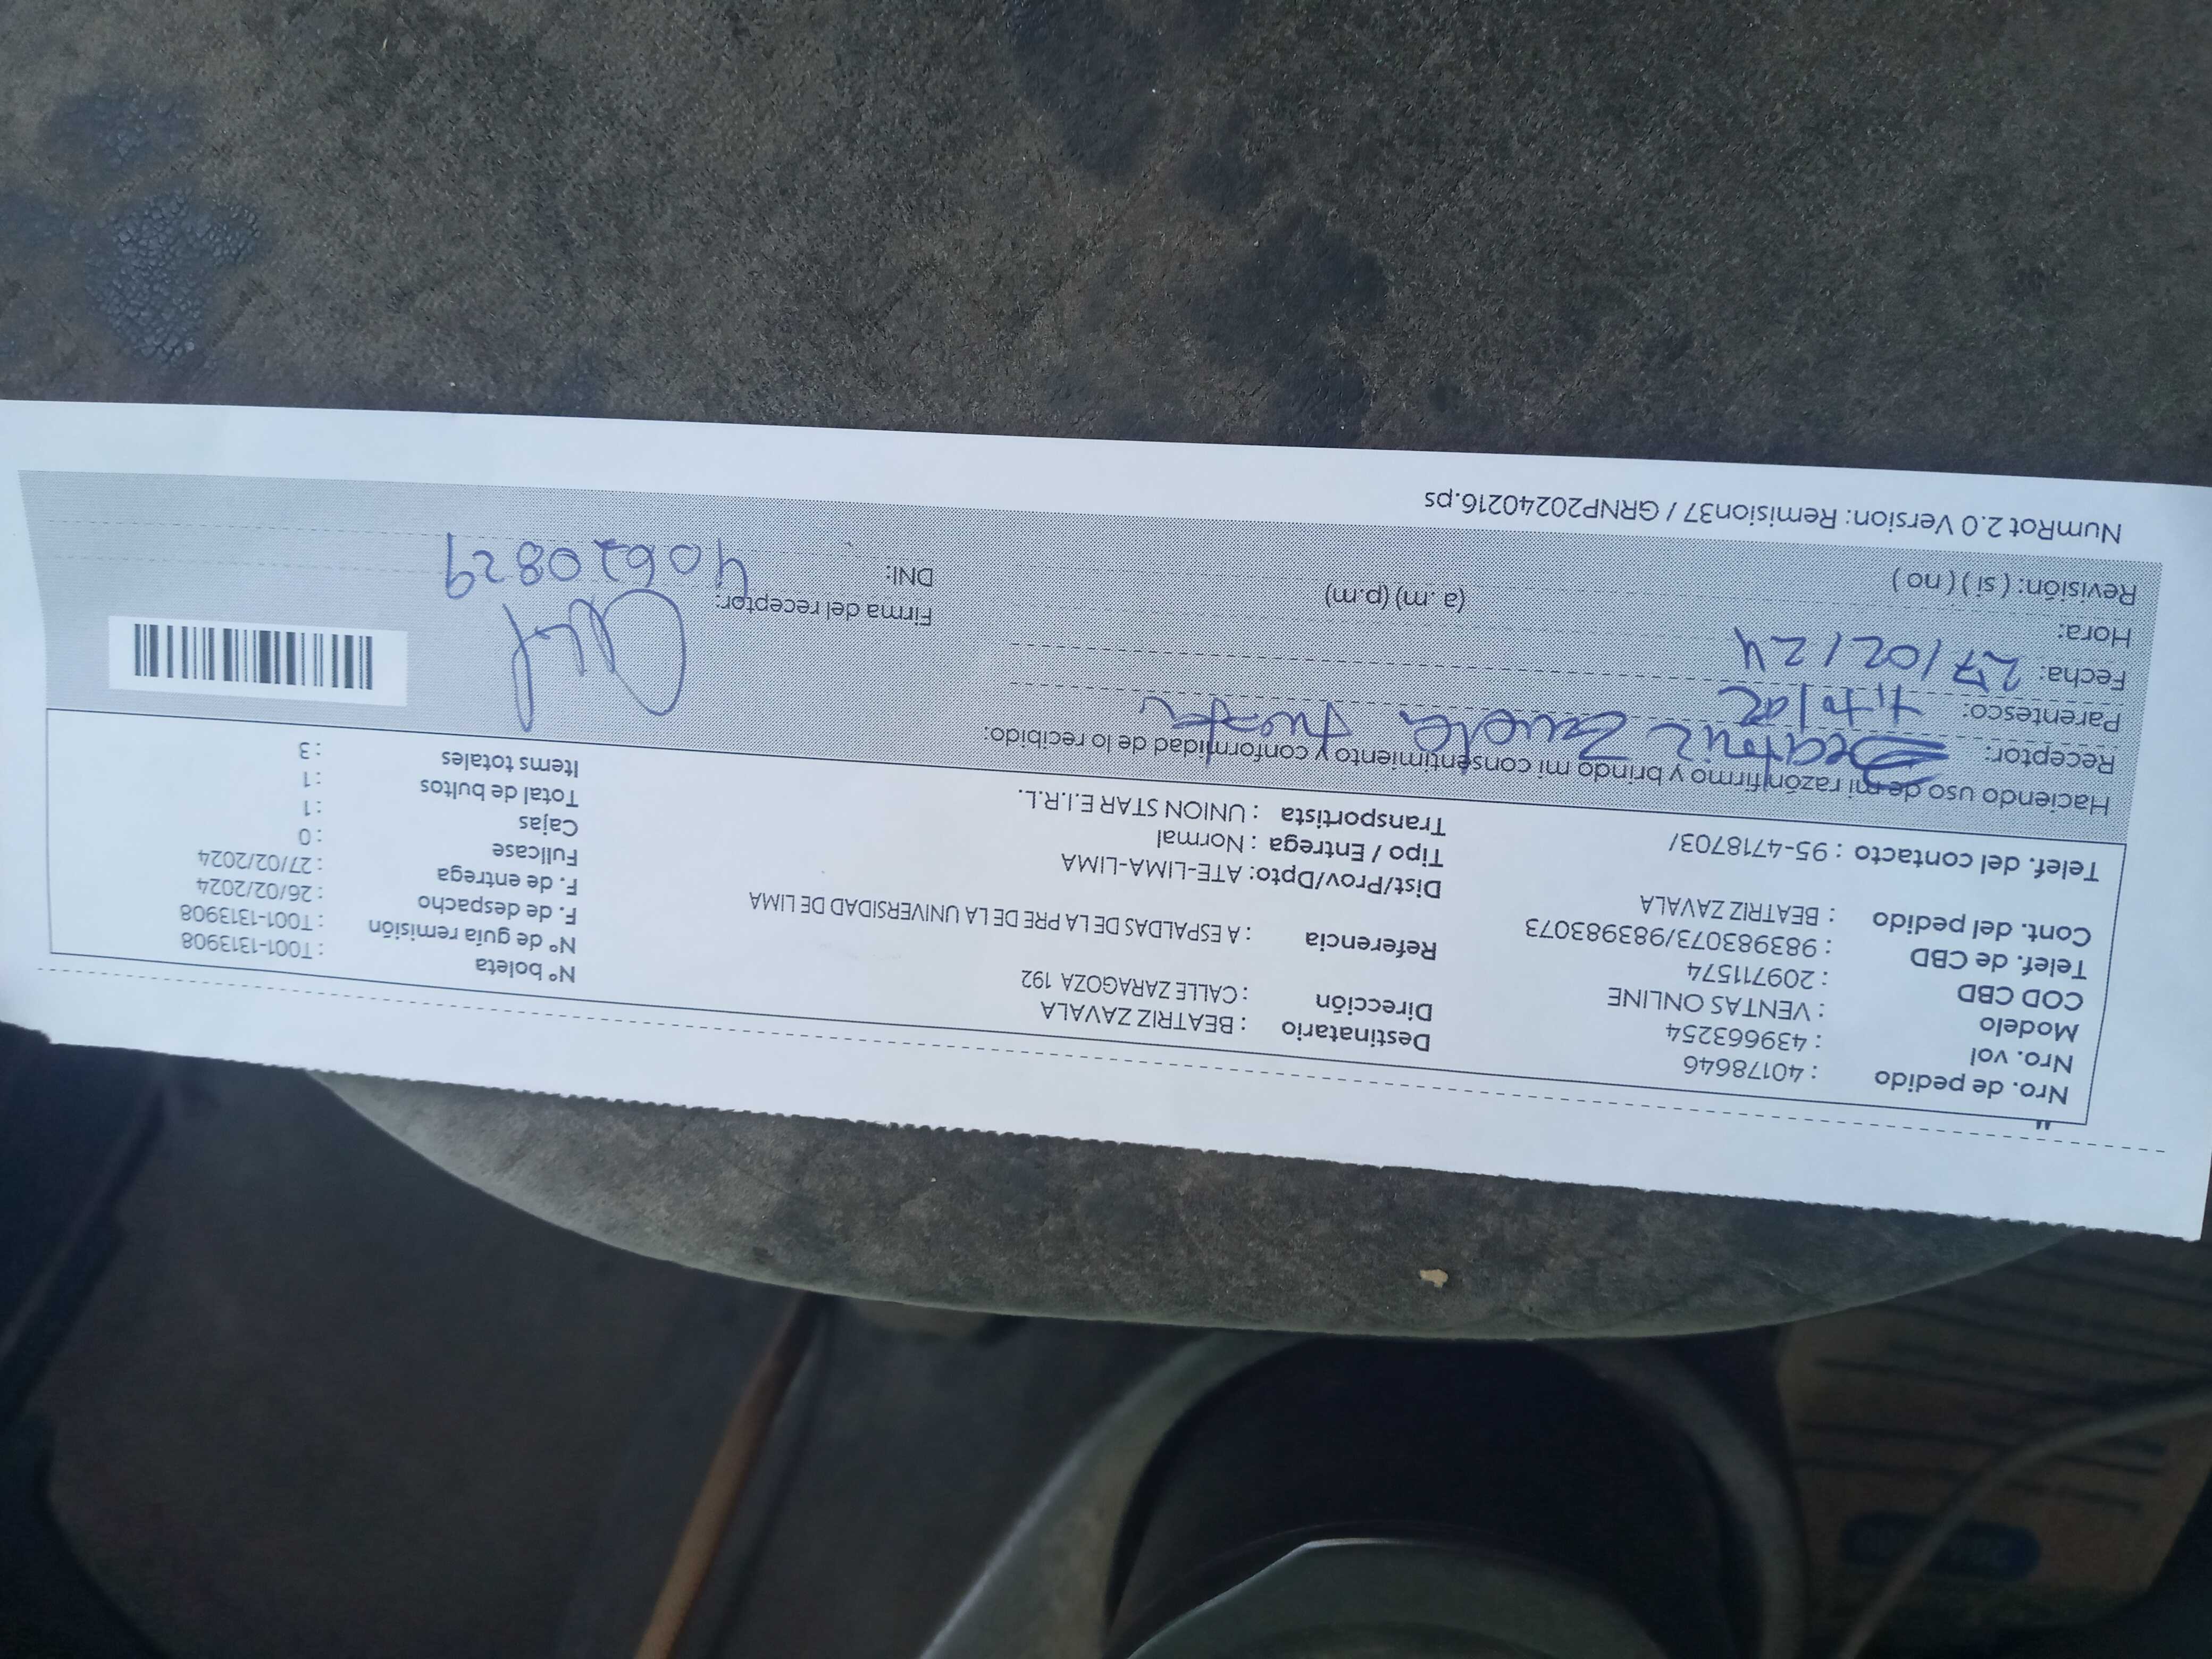 Nro. de pedido : 40178646
Nro. vol : 439663254
Modelo : VENTAS ONLINE
COD CBD : 209711574
Telef. de CBD : 983983073/983983073
Cont. del pedido : BEATRIZ ZAVALA
Telef. del contacto : 95-4718703/
Destinatario : BEATRIZ ZAVALA
Dirección : CALLE ZARAGOZA 192
Referencia : A ESPALDAS DE LA PRE DE LA UNIVERSIDAD DE LIMA
Dist/Prov/Dpto: ATE-LIMA-LIMA
Tipo / Entrega : Normal
Transportista : UNION STAR E.I.R.L.
Nº boleta : T001-1313908
Nº de guia remisión : T001-1313908
F. de despacho : 26/02/2024
F. de entrega : 27/02/2024
Fullcase : 0
Cajas : 1
Total de bultos : 1
Items totales : 3
Haciendo uso de mi razón firmo y brindo mi consentimiento y conformidad de lo recibido:
Receptor: Beatriz Zavala
Parentesco: titular
Fecha: 27/02/24
Hora: (a. m) (p.m)
Revisión: ( si ) ( no )
Firma del receptor:
DNI: 40620829
NumRot 2.0 Version: Remision37 / GRNP20240216.ps